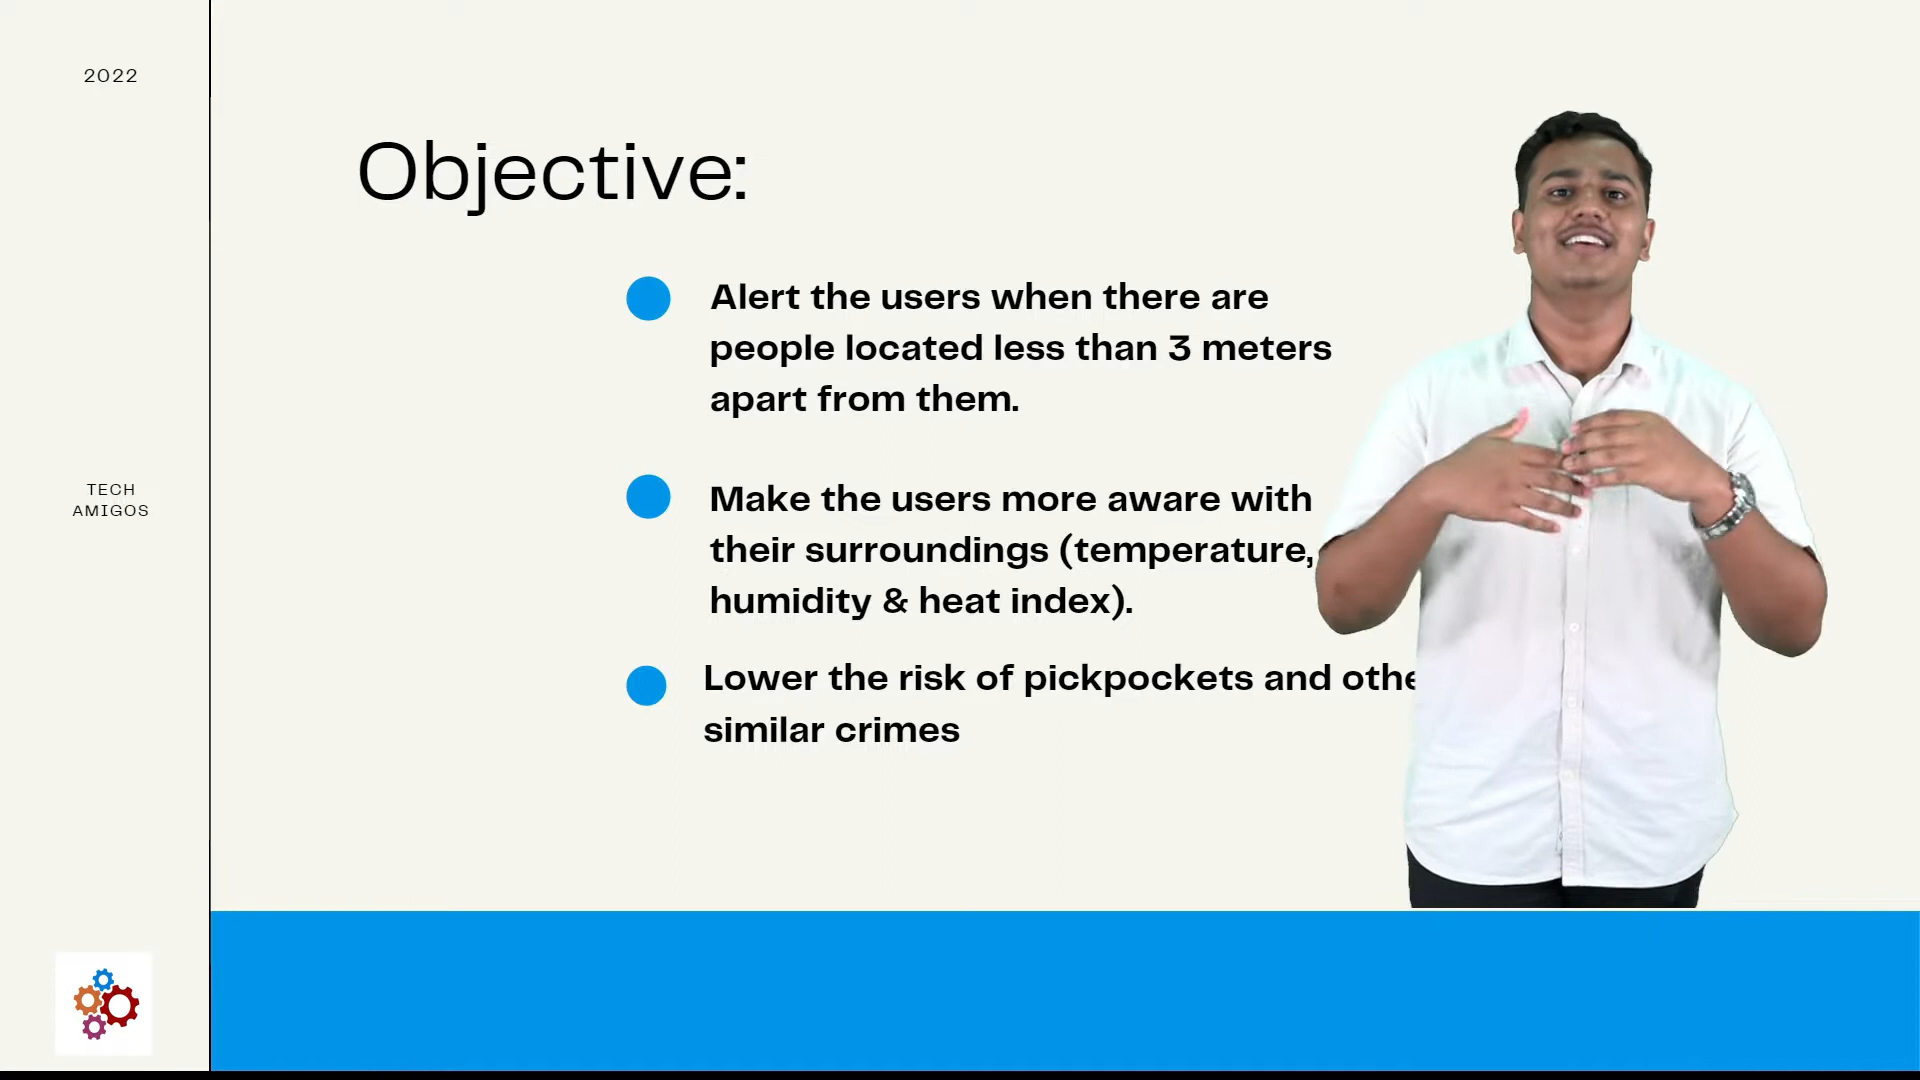 2022
Objective:
Alert the users when there are
people located less than 3 meters
apart from them.
TECH
AMIGOS
Make the users more aware with
their surroundings (temperature,
humidity & heat index).
Lower the risk of pickpockets and othe
similar crimes